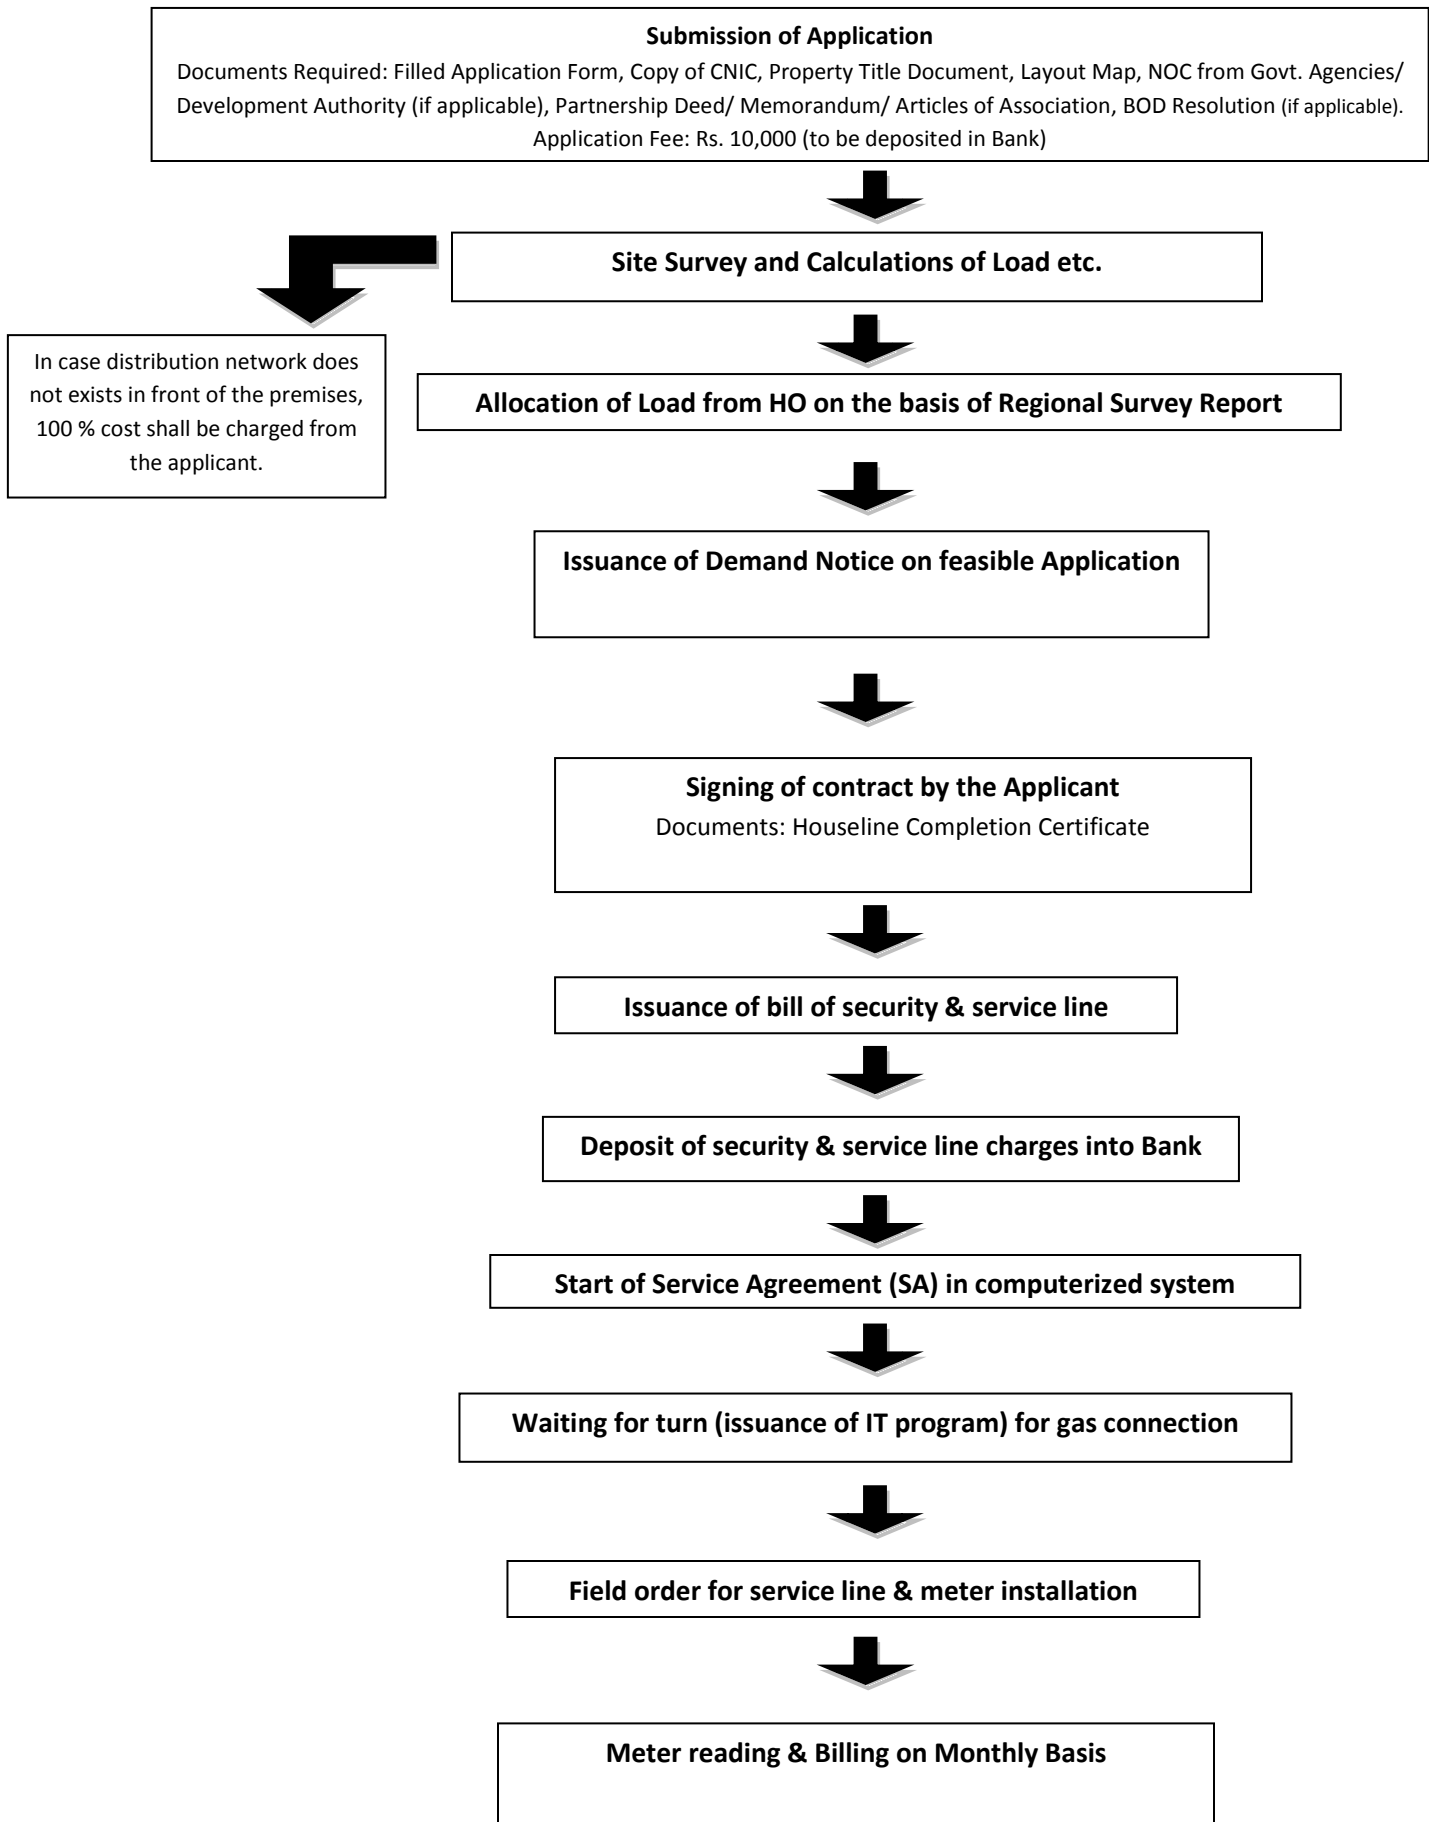 Submission of Application
Documents Required: Filled Application Form, Copy of CNIC, Property Title Document, Layout Map, NOC from Govt. Agencies/
Development Authority (if applicable), Partnership Deed/ Memorandum/ Articles of Association, BOD Resolution (if applicable).
Application Fee: Rs. 10,000 (to be deposited in Bank)
Site Survey and Calculations of Load etc.
In case distribution network does
not exists in front of the premises,
100 % cost shall be charged from
the applicant.
Allocation of Load from HO on the basis of Regional Survey Report
Issuance of Demand Notice on feasible Application
Signing of contract by the Applicant
Documents: Houseline Completion Certificate
Issuance of bill of security & service line
Deposit of security & service line charges into Bank
Start of Service Agreement (SA) in computerized system
Waiting for turn (issuance of IT program) for gas connection
Field order for service line & meter installation
Meter reading & Billing on Monthly Basis